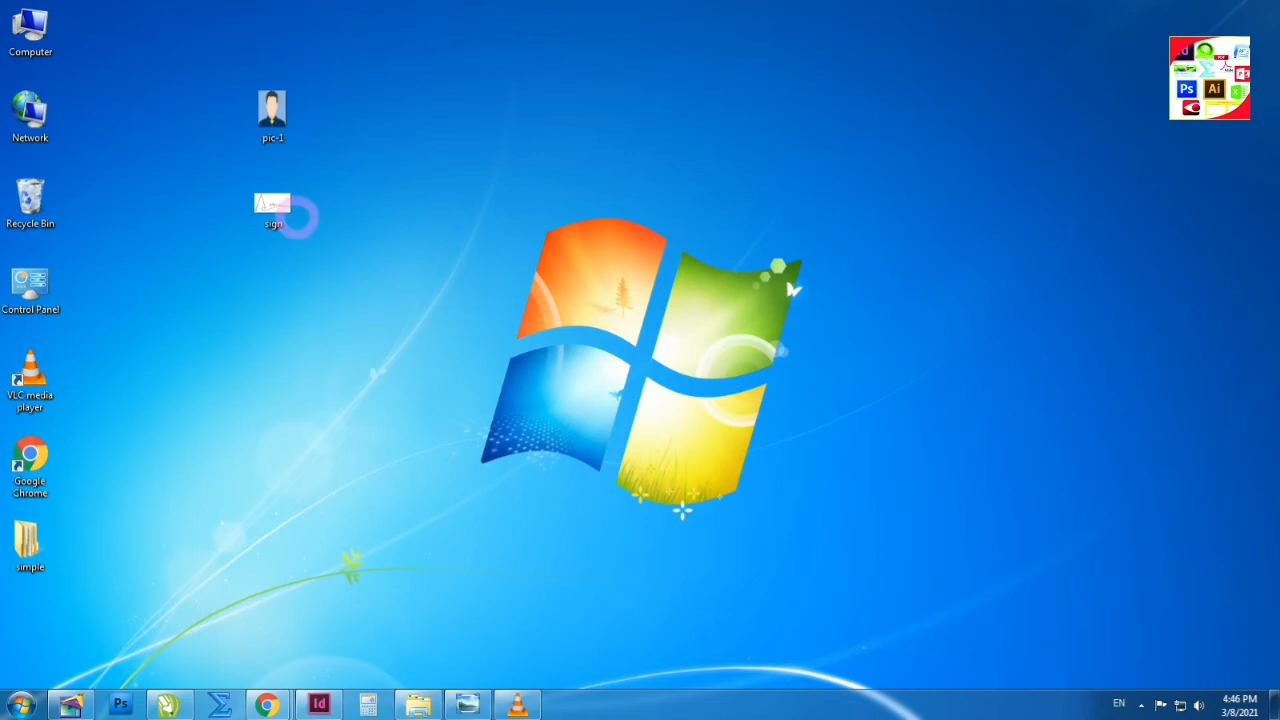 Computer
Network
Recycle Bin
Control Panel
VLC media
player
Google
Chrome
simple
pic-1
sign
Ps
Ai
Ps
Id
EN
4:46 PM
3/8/2021